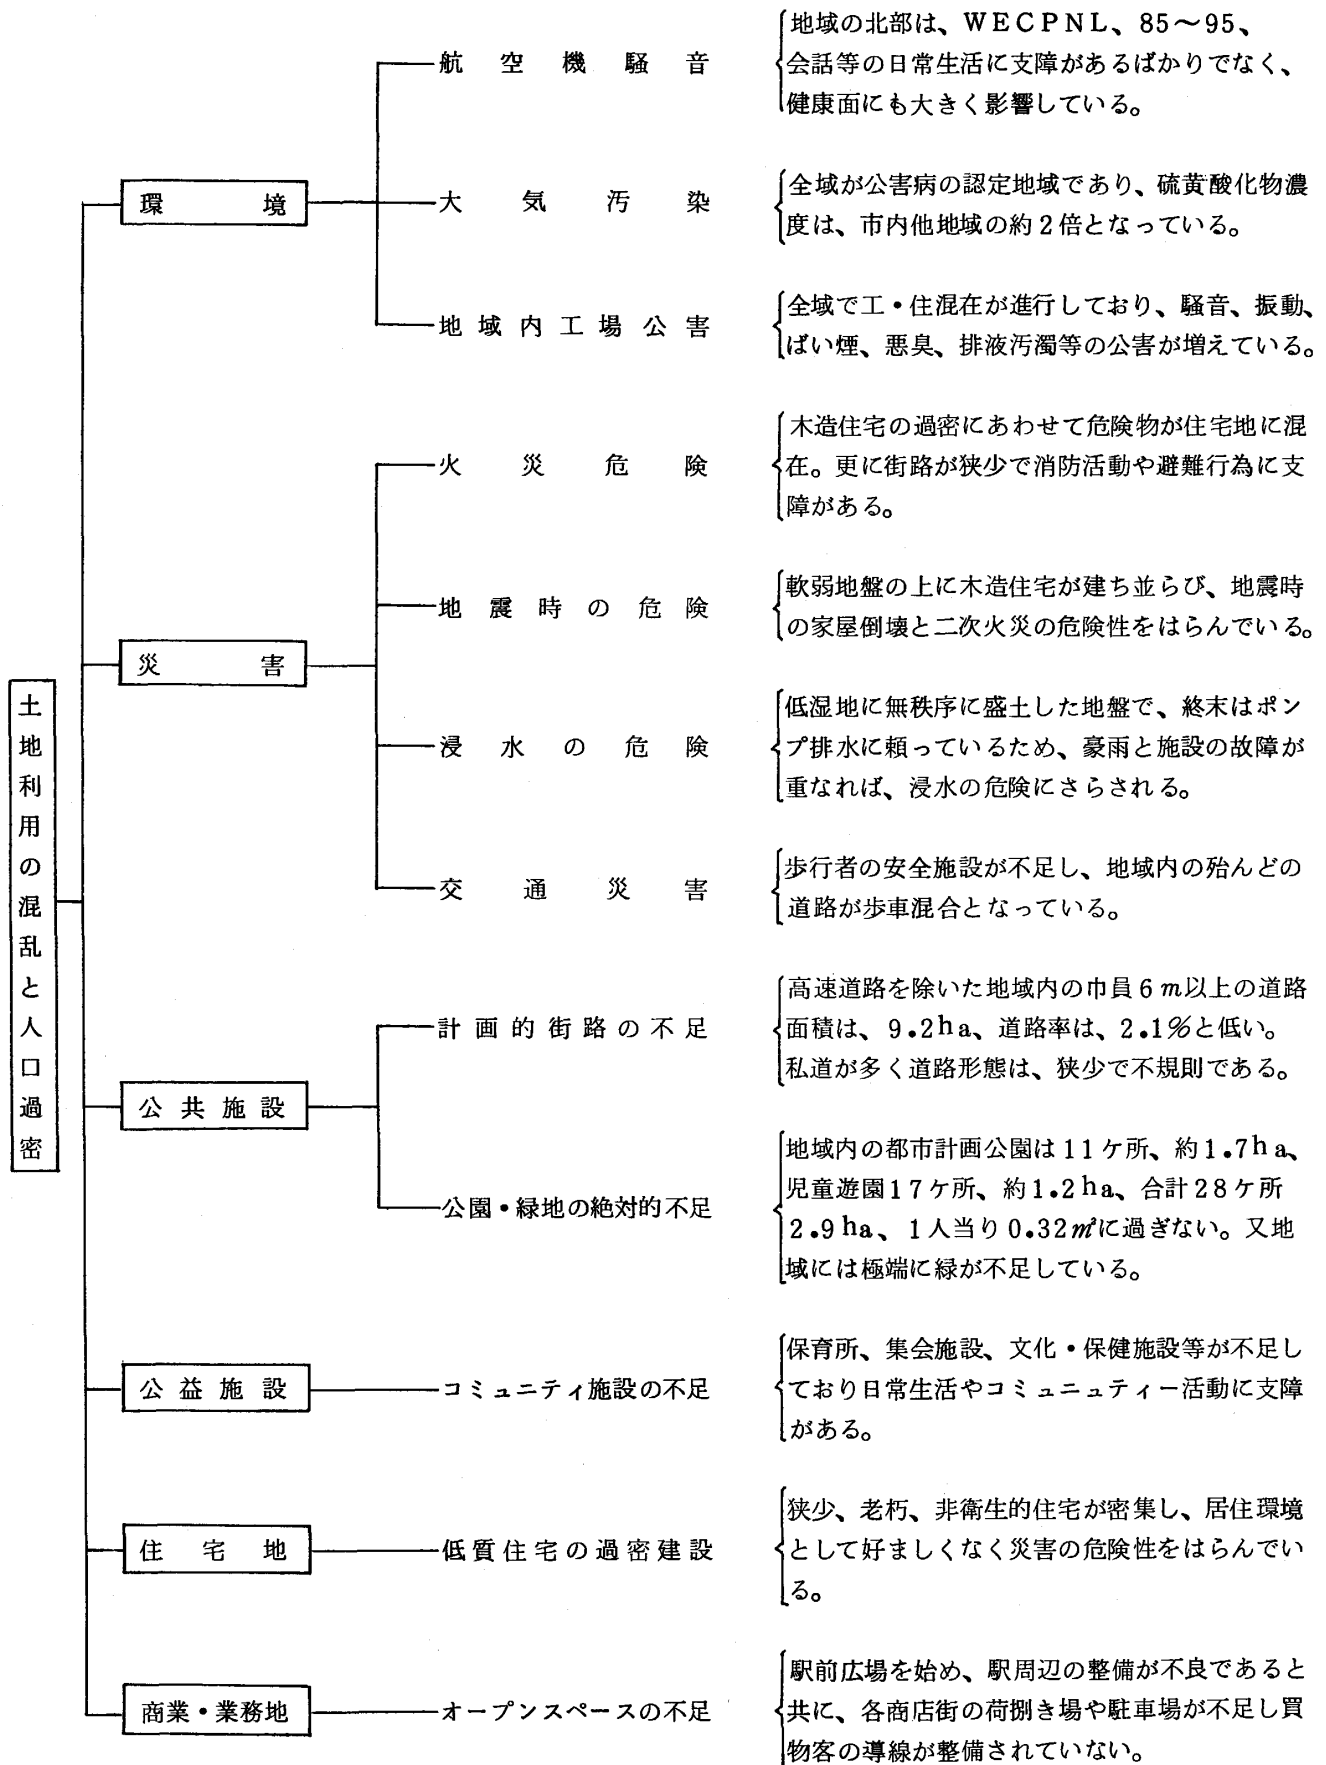 土地利用の混乱と人口過密
環境
航空機騒音
地域の北部は、WECPNL、85～95、
会話等の日常生活に支障があるばかりでなく、
健康面にも大きく影響している。
大気汚染
全域が公害病の認定地域であり、硫黄酸化物濃
度は、市内他地域の約2倍となっている。
地域内工場公害
全域で工・住混在が進行しており、騒音、振動、
ばい煙、悪臭、排液汚濁等の公害が増えている。
災害
火災危険
木造住宅の過密にあわせて危険物が住宅地に混
在。更に街路が狭少で消防活動や避難行為に支
障がある。
地震時の危険
軟弱地盤の上に木造住宅が建ち並らび、地震時
の家屋倒壊と二次火災の危険性をはらんでいる。
浸水の危険
低湿地に無秩序に盛土した地盤で、終末はポン
プ排水に頼っているため、豪雨と施設の故障が
重なれば、浸水の危険にさらされる。
交通災害
歩行者の安全施設が不足し、地域内の殆んどの
道路が歩車混合となっている。
公共施設
計画的街路の不足
高速道路を除いた地域内の巾員6m以上の道路
面積は、9.2ha、道路率は、2.1%と低い。
私道が多く道路形態は、狭少で不規則である。
公園・緑地の絶対的不足
地域内の都市計画公園は11ケ所、約1.7ha、
児童遊園17ケ所、約1.2ha、合計28ケ所
2.9ha、1人当り0.32㎡に過ぎない。又地
域には極端に緑が不足している。
公益施設
コミュニティ施設の不足
保育所、集会施設、文化・保健施設等が不足し
ており日常生活やコミュニュティー活動に支障
がある。
住宅地
低質住宅の過密建設
狭少、老朽、非衛生的住宅が密集し、居住環境
として好ましくなく災害の危険性をはらんでい
る。
商業・業務地
オープンスペースの不足
駅前広場を始め、駅周辺の整備が不良であると
共に、各商店街の荷捌き場や駐車場が不足し買
物客の導線が整備されていない。